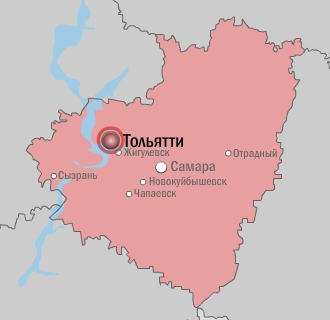 Тольятти
Жигулевск
Отрадный
Самара
Сызрань
Новокуйбышевск
Чапаевск